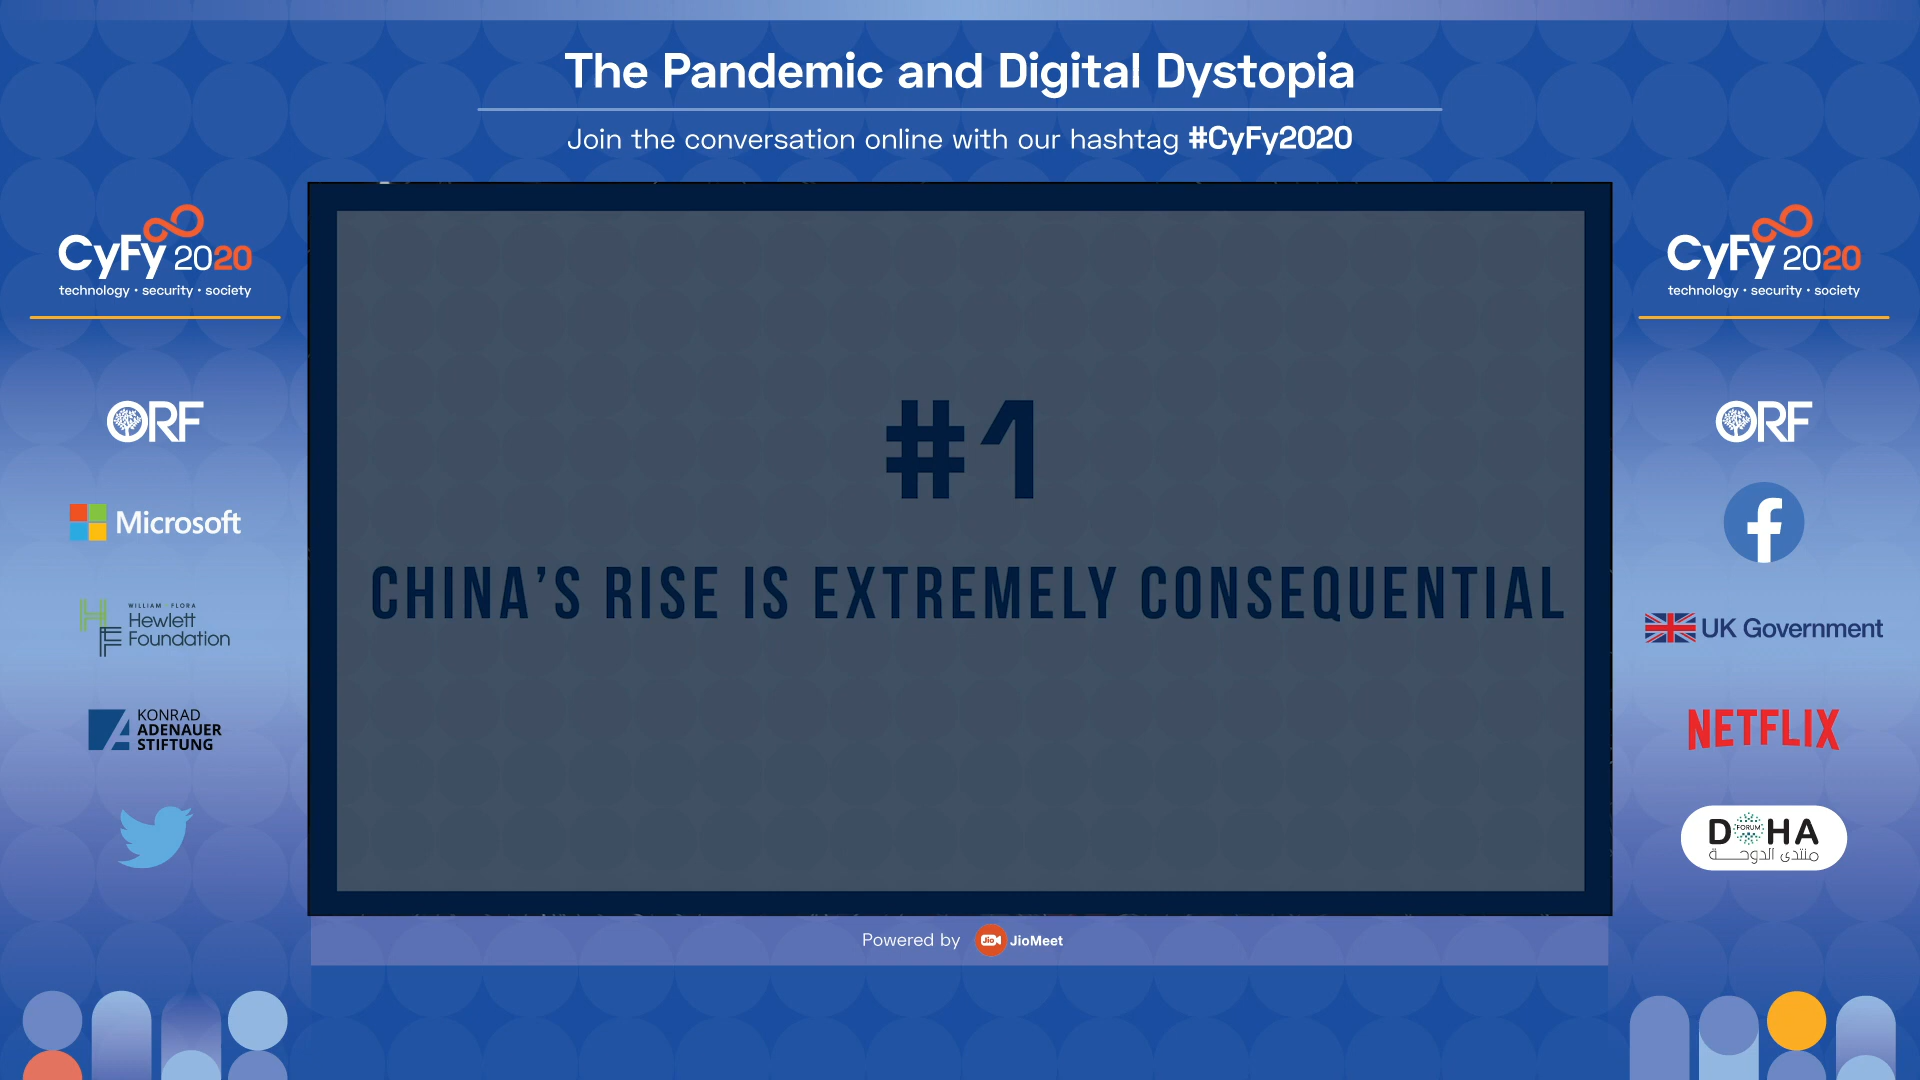 The Pandemic and Digital Dystopia
Join the conversation online with our hashtag #CyFy2020
CyFy 2020
technology • security • society
ORF
Microsoft
WILLIAM FLORA
Hewlett
Foundation
KONRAD
ADENAUER
STIFTUNG
#1
CHINA'S RISE IS EXTREMELY CONSEQUENTIAL
CyFy 2020
technology • security • society
ORF
f
UK Government
NETFLIX
DOHA
FORUM
منتدى الدوحة
Powered by Jio JioMeet